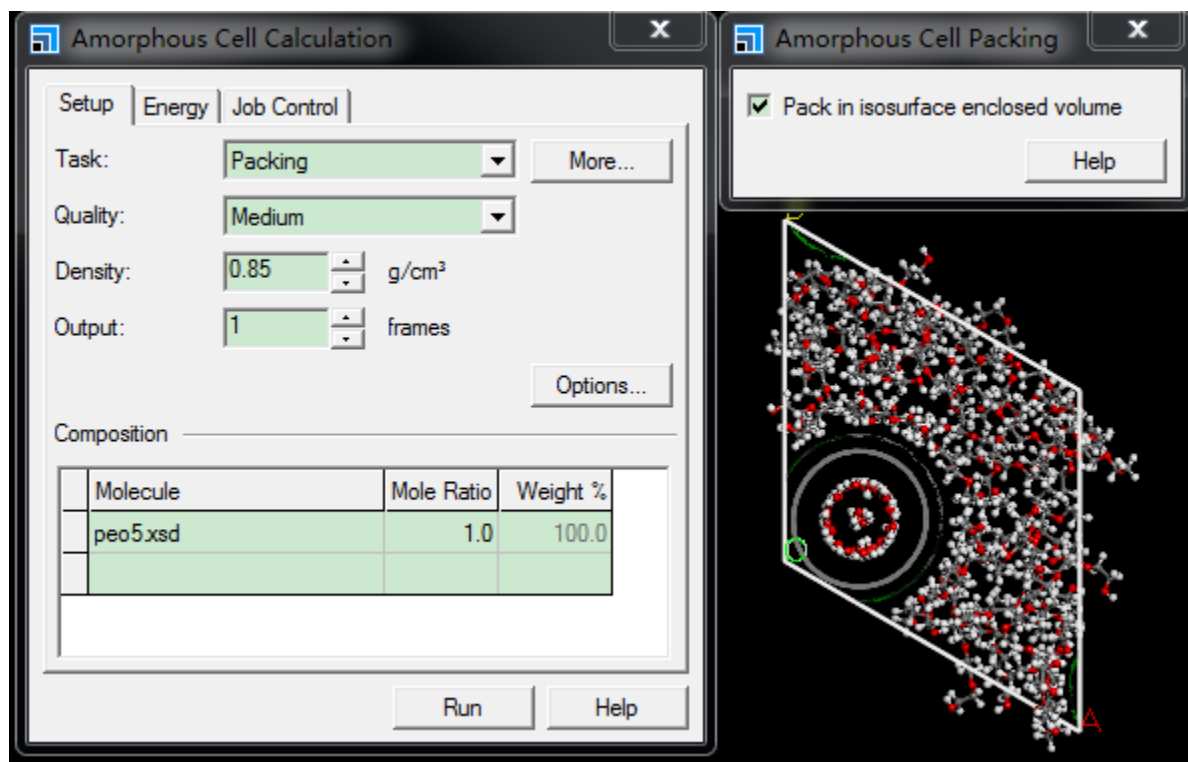 Amorphous Cell Calculation
x
Setup Energy Job Control
Task: Packing More...
Quality: Medium
Density: 0.85 g/cm³
Output: 1 frames
Options...
Composition
Molecule Mole Ratio Weight %
peo5.xsd 1.0 100.0
Run Help
Amorphous Cell Packing
x
Pack in isosurface enclosed volume
Help
O
A